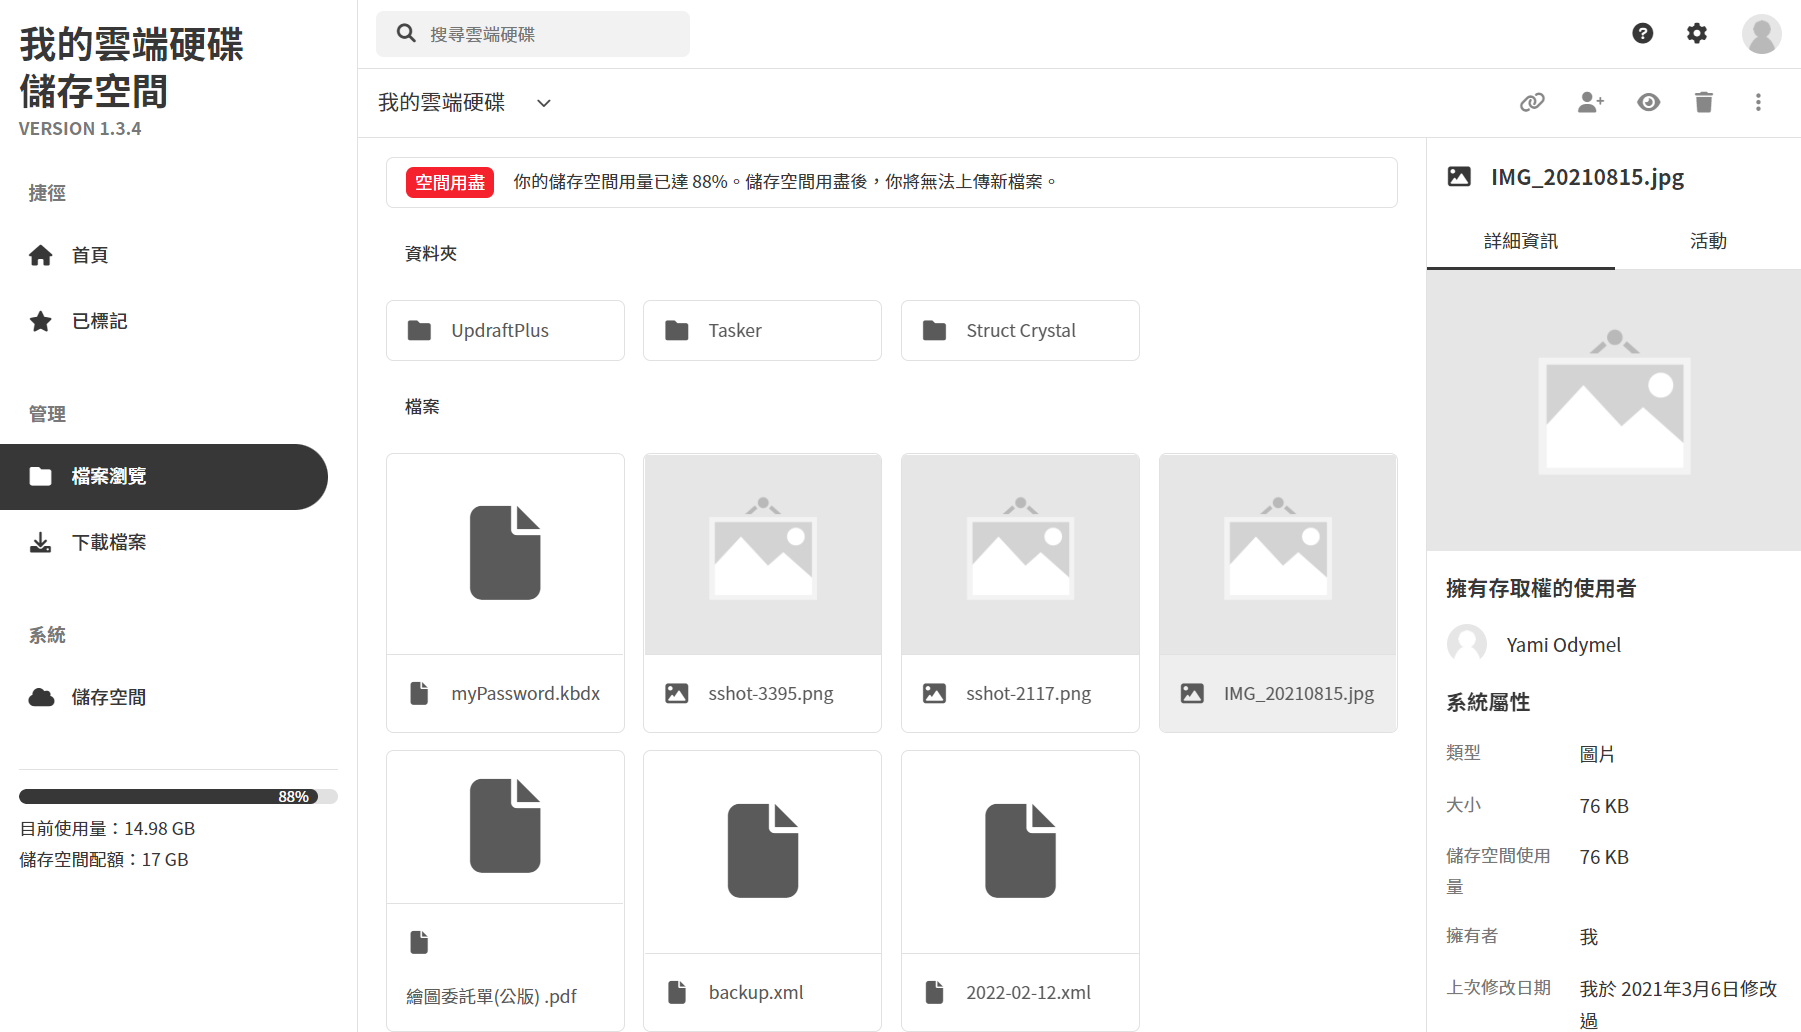 我的雲端硬碟
儲存空間
VERSION 1.3.4
捷徑
首頁
已標記
管理
檔案瀏覽
下載檔案
系統
儲存空間
88%
目前使用量：14.98 GB
儲存空間配額：17 GB
搜尋雲端硬碟
我的雲端硬碟
空間用盡 你的儲存空間用量已達 88%。儲存空間用盡後，你將無法上傳新檔案。
資料夾
UpdraftPlus
Tasker
Struct Crystal
檔案
myPassword.kbdx
sshot-3395.png
sshot-2117.png
IMG_20210815.jpg
繪圖委託單(公版) .pdf
backup.xml
2022-02-12.xml
IMG_20210815.jpg
詳細資訊
活動
擁有存取權的使用者
Yami Odymel
系統屬性
類型 圖片
大小 76 KB
儲存空間使用 76 KB
量
擁有者 我
上次修改日期 我於 2021年3月6日修改
過